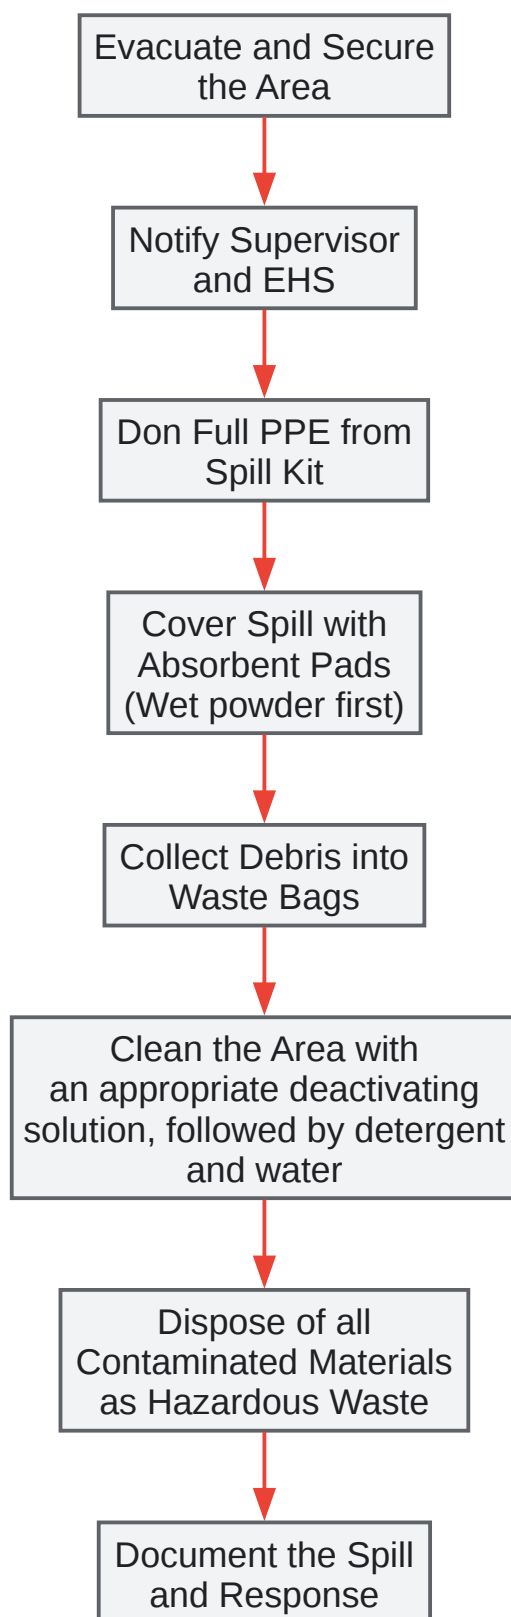 Evacuate and Secure
the Area
Notify Supervisor
and EHS
Don Full PPE from
Spill Kit
Cover Spill with
Absorbent Pads
(Wet powder first)
Collect Debris into
Waste Bags
Clean the Area with
an appropriate deactivating
solution, followed by detergent
and water
Dispose of all
Contaminated Materials
as Hazardous Waste
Document the Spill
and Response